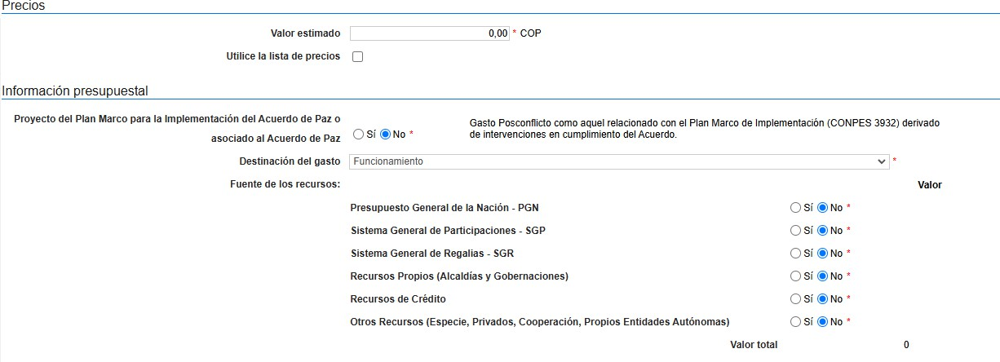 Precios
Valor estimado 0,00 * COP
Utilice la lista de precios
Información presupuestal
Proyecto del Plan Marco para la Implementación del Acuerdo de Paz o
asociado al Acuerdo de Paz Sí No *
Gasto Posconflicto como aquel relacionado con el Plan Marco de Implementación (CONPES 3932) derivado
de intervenciones en cumplimiento del Acuerdo.
Destinación del gasto Funcionamiento *
Fuente de los recursos: Valor
Presupuesto General de la Nación - PGN Sí No *
Sistema General de Participaciones - SGP Sí No *
Sistema General de Regalias - SGR Sí No *
Recursos Propios (Alcaldías y Gobernaciones) Sí No *
Recursos de Crédito Sí No *
Otros Recursos (Especie, Privados, Cooperación, Propios Entidades Autónomas) Sí No *
Valor total 0